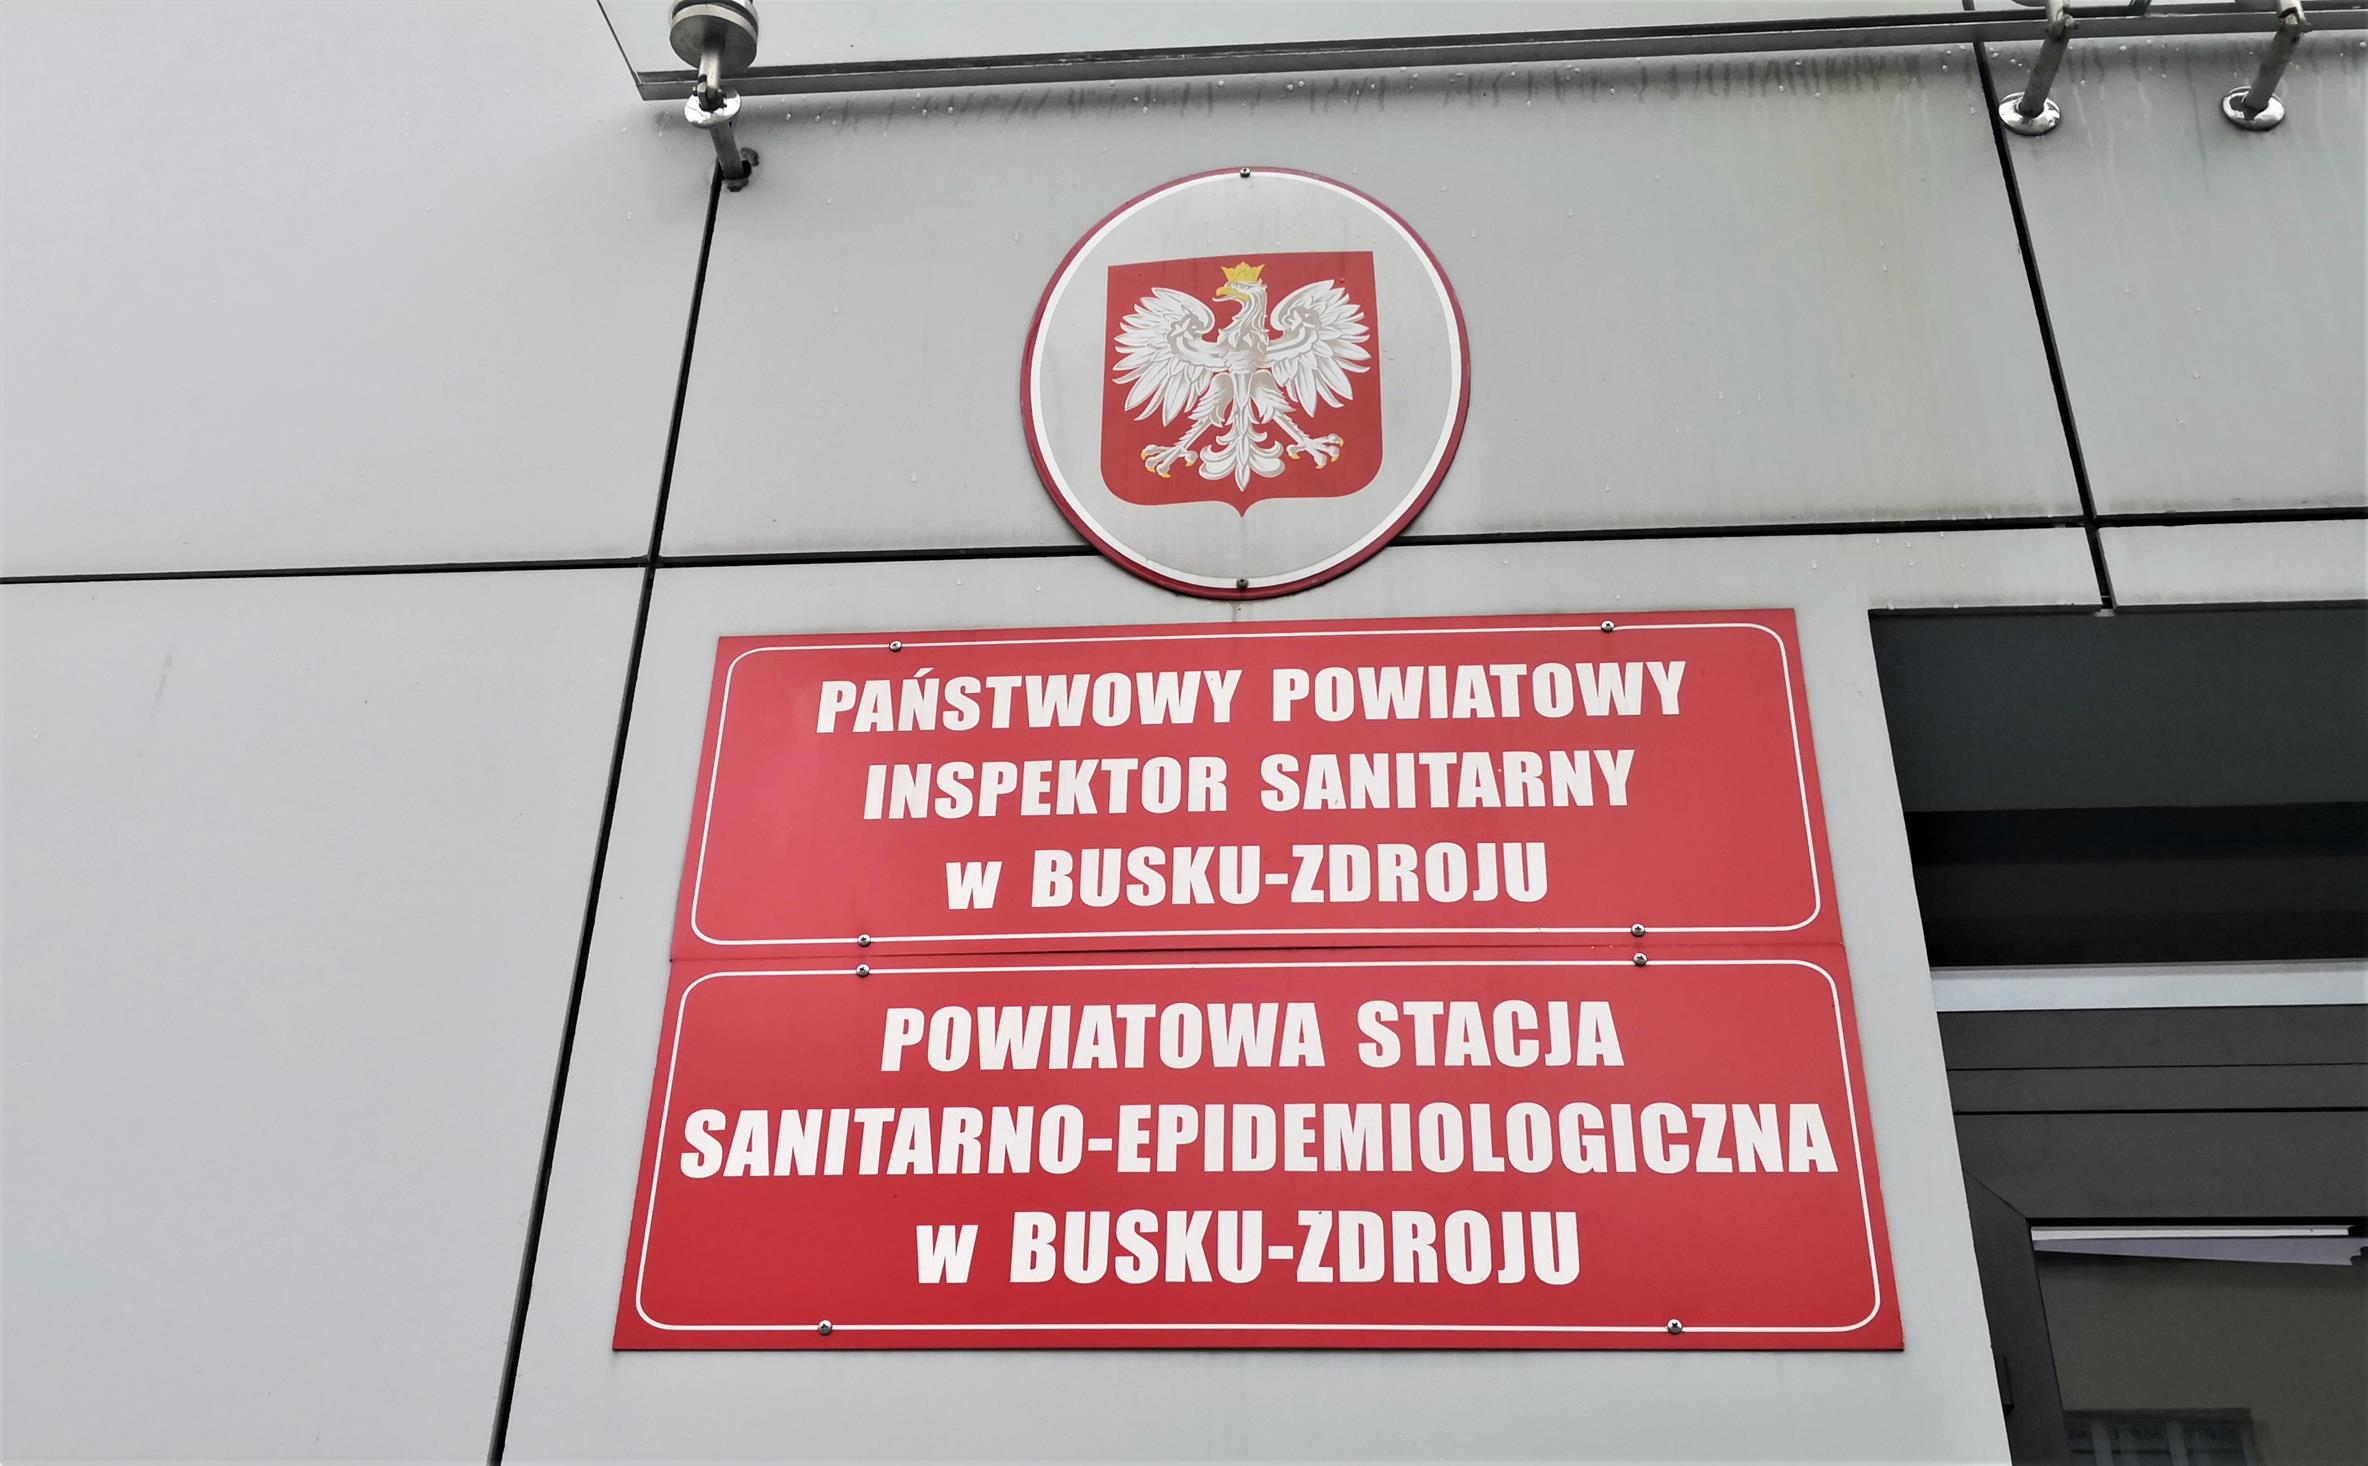 PAŃSTWOWY POWIATOWY
INSPEKTOR SANITARNY
w BUSKU-ZDROJU
POWIATOWA STACJA
SANITARNO-EPIDEMIOLOGICZNA
w BUSKU-ZDROJU